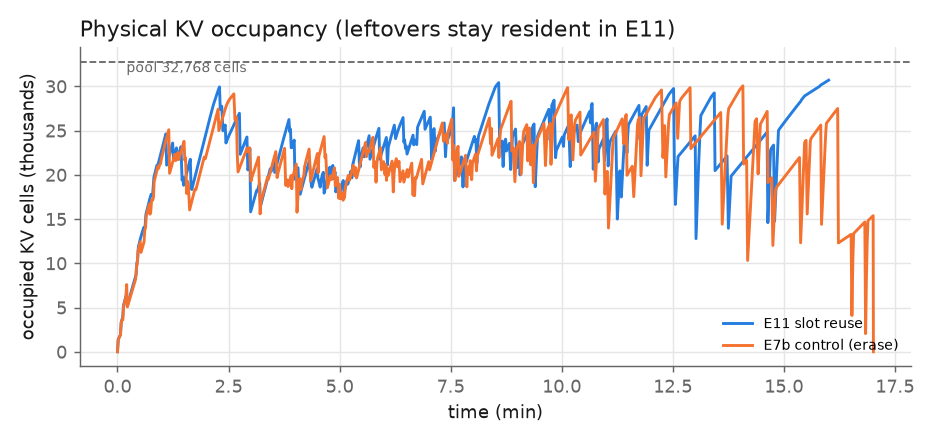 Physical KV occupancy (leftovers stay resident in E11)
pool 32,768 cells
occupied KV cells (thousands)
30
25
20
15
10
5
0
E11 slot reuse
E7b control (erase)
0.0 2.5 5.0 7.5 10.0 12.5 15.0 17.5
time (min)